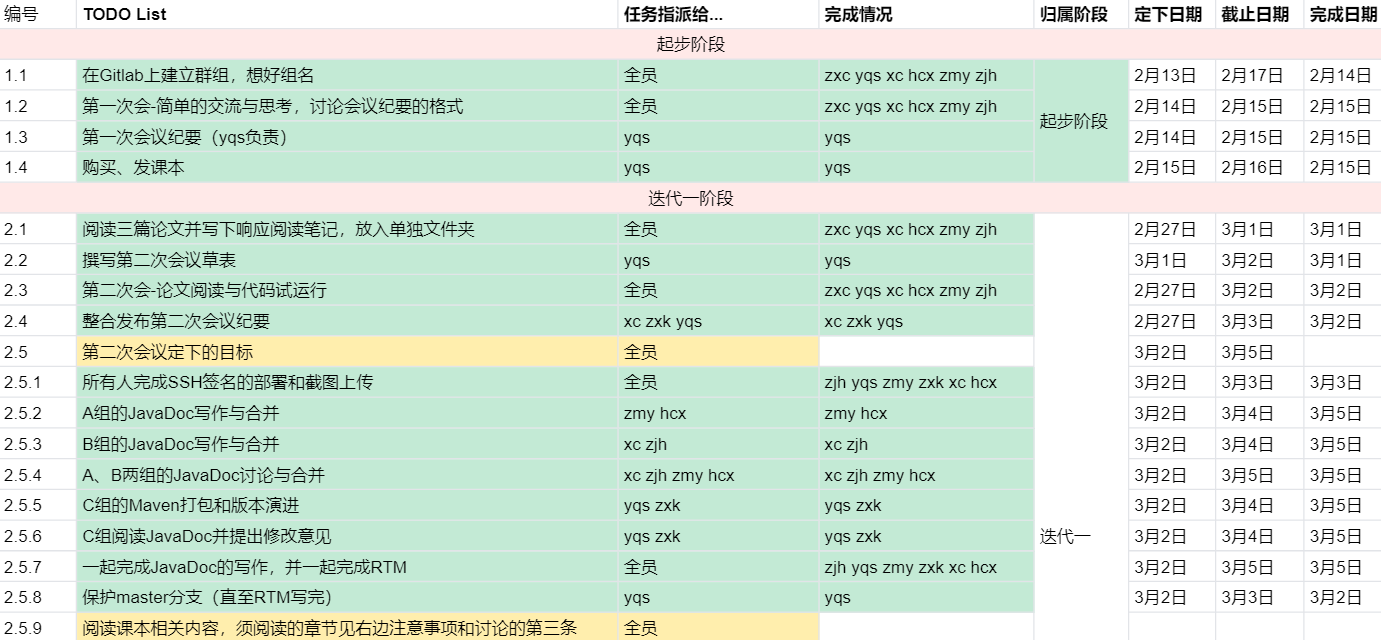 编号 TODO List 任务指派给... 完成情况 归属阶段 定下日期 截止日期 完成日期
起步阶段
1.1 在Gitlab上建立群组，想好组名 全员 zxc yqs xc hcx zmy zjh 2月13日 2月17日 2月14日
1.2 第一次会-简单的交流与思考，讨论会议纪要的格式 全员 zxc yqs xc hcx zmy zjh 2月14日 2月15日 2月15日
起步阶段
1.3 第一次会议纪要（yqs负责） yqs yqs 2月14日 2月15日 2月15日
1.4 购买、发课本 yqs yqs 2月15日 2月16日 2月15日
迭代一阶段
2.1 阅读三篇论文并写下响应阅读笔记，放入单独文件夹 全员 zxc yqs xc hcx zmy zjh 2月27日 3月1日 3月1日
2.2 撰写第二次会议草表 yqs yqs 3月1日 3月2日 3月1日
2.3 第二次会-论文阅读与代码试运行 全员 zxc yqs xc hcx zmy zjh 2月27日 3月2日 3月2日
2.4 整合发布第二次会议纪要 xc zxk yqs xc zxk yqs 2月27日 3月3日 3月2日
2.5 第二次会议定下的目标 全员 3月2日 3月5日
2.5.1 所有人完成SSH签名的部署和截图上传 全员 zjh yqs zmy zxk xc hcx 3月2日 3月3日 3月3日
2.5.2 A组的JavaDoc写作与合并 zmy hcx zmy hcx 3月2日 3月4日 3月5日
2.5.3 B组的JavaDoc写作与合并 xc zjh xc zjh 3月2日 3月4日 3月5日
2.5.4 A、B两组的JavaDoc讨论与合并 xc zjh zmy hcx xc zjh zmy hcx 3月2日 3月5日 3月5日
2.5.5 C组的Maven打包和版本演进 yqs zxk yqs zxk 3月2日 3月4日 3月5日
2.5.6 C组阅读JavaDoc并提出修改意见 yqs zxk yqs zxk 迭代一 3月2日 3月4日 3月5日
2.5.7 一起完成JavaDoc的写作，并一起完成RTM 全员 zjh yqs zmy zxk xc hcx 3月2日 3月5日 3月5日
2.5.8 保护master分支（直至RTM写完） yqs yqs 3月2日 3月3日 3月2日
2.5.9 阅读课本相关内容，须阅读的章节见右边注意事项和讨论的第三条 全员